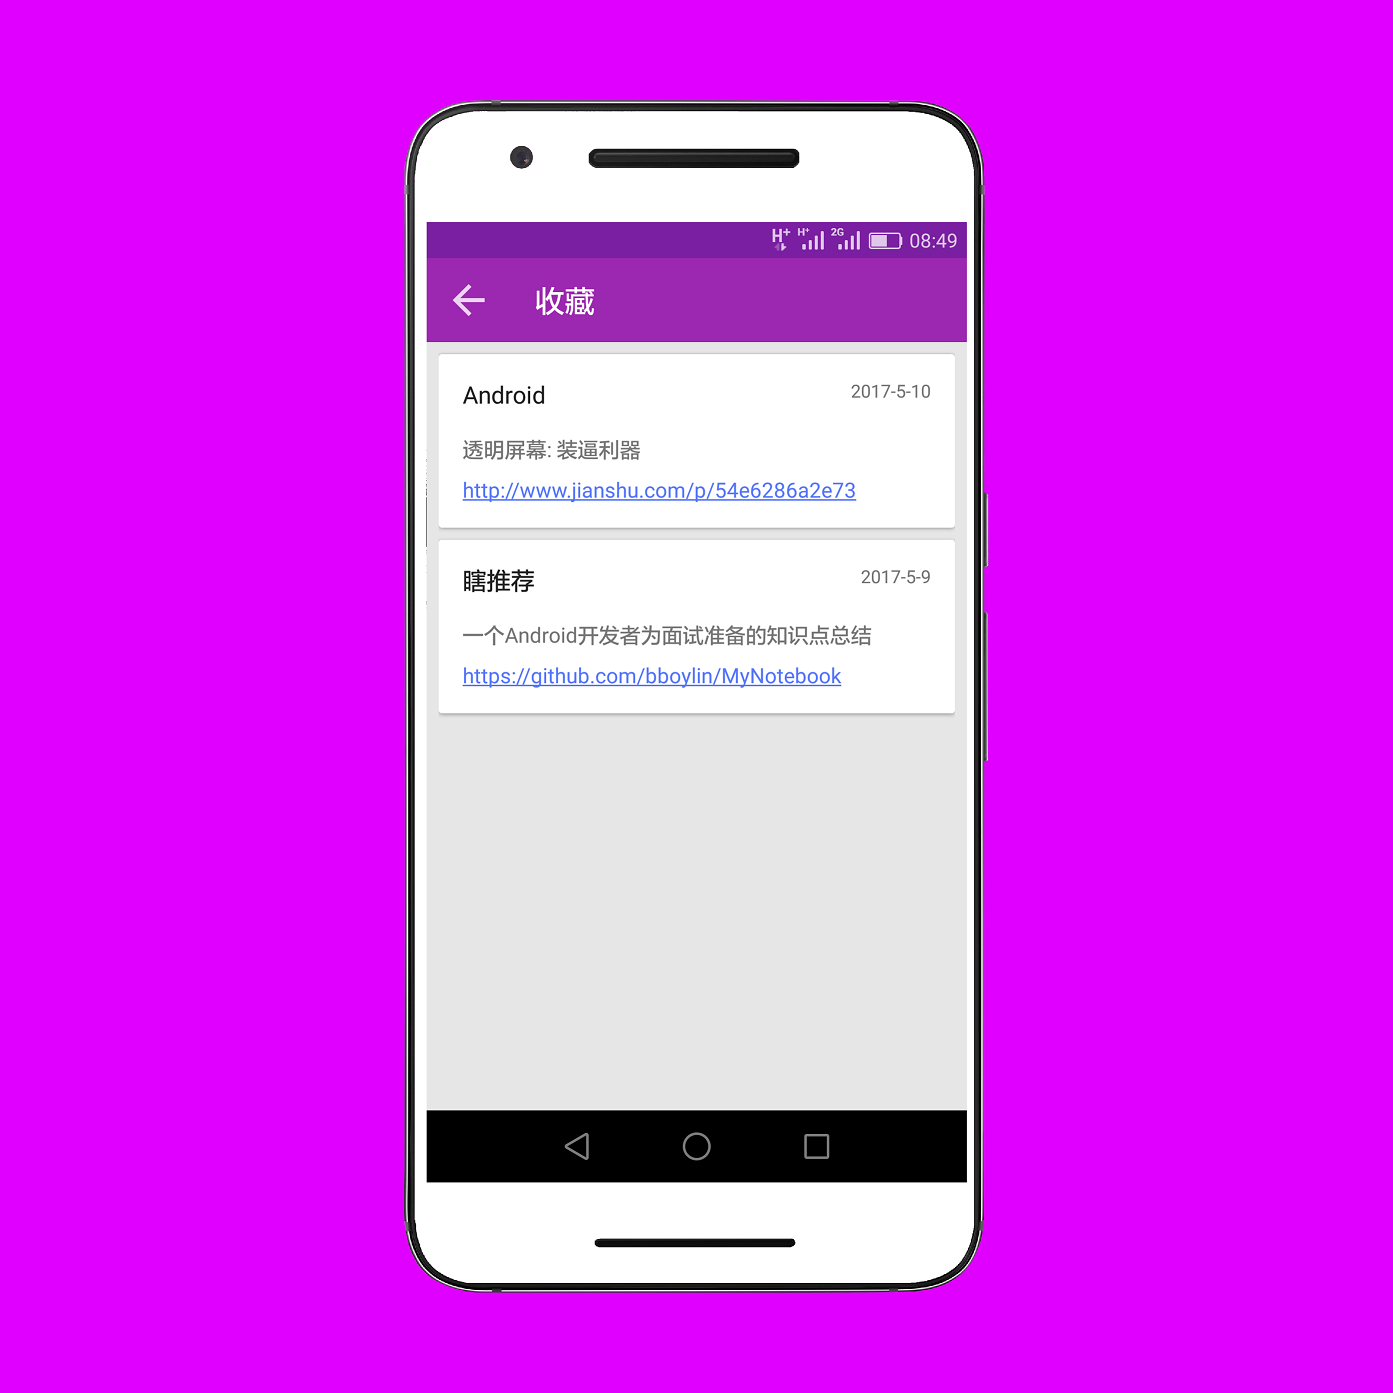 H+ H+ 2G 08:49
收藏
Android 2017-5-10
透明屏幕: 装逼利器
http://www.jianshu.com/p/54e6286a2e73
瞎推荐 2017-5-9
一个Android开发者为面试准备的知识点总结
https://github.com/bboylin/MyNotebook